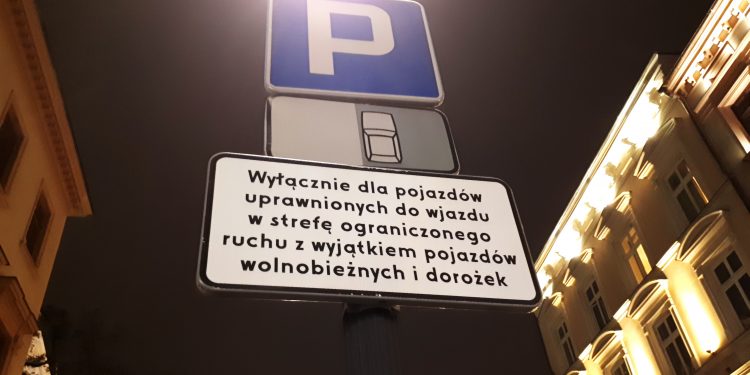 P
Wyłącznie dla pojazdów
uprawnionych do wjazdu
w strefę ograniczonego
ruchu z wyjątkiem pojazdów
wolnobieżnych i dorożek